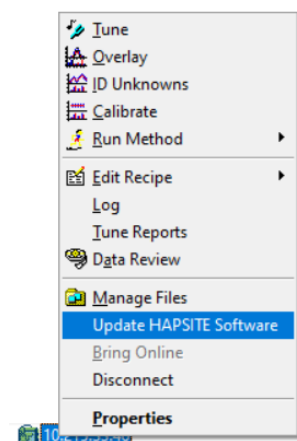 Tune
Overlay
ID Unknowns
Calibrate
Run Method
Edit Recipe
Log
Tune Reports
Data Review
Manage Files
Update HAPSITE Software
Bring Online
Disconnect
Properties